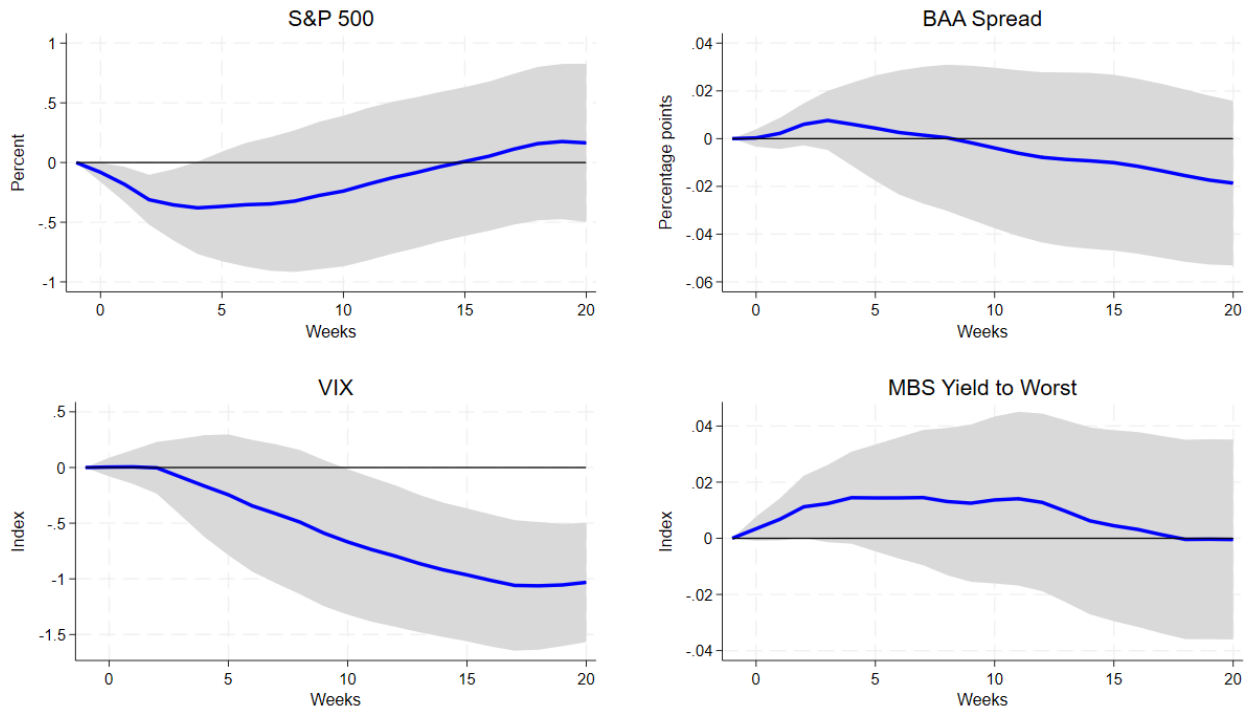 S&P 500
1
.5
0
-.5
-1
Percent
0 5 10 15 20
Weeks
BAA Spread
.04
.02
0
-.02
-.04
-.06
Percentage points
0 5 10 15 20
Weeks
VIX
.5
0
-.5
-1
-1.5
Index
0 5 10 15 20
Weeks
MBS Yield to Worst
.04
.02
0
-.02
-.04
Index
0 5 10 15 20
Weeks